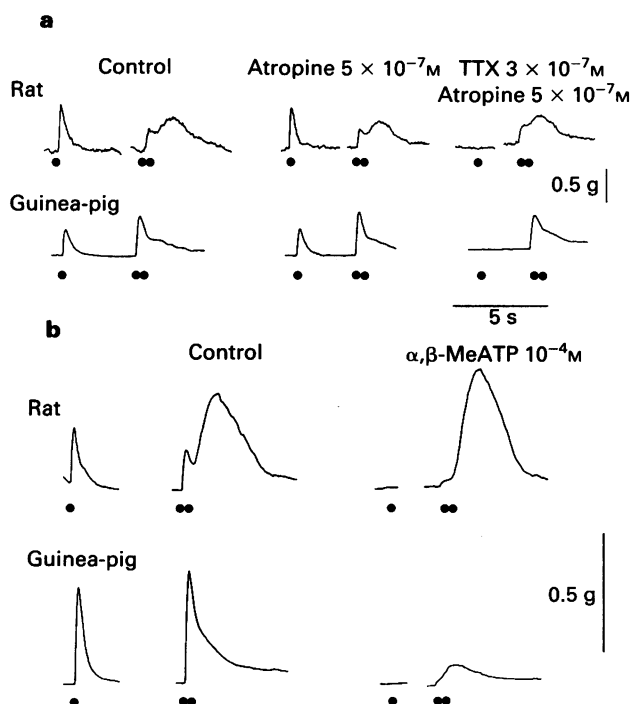 a
Control
Atropine 5 × 10⁻⁷M
TTX 3 × 10⁻⁷M
Atropine 5 × 10⁻⁷M
Rat
0.5 g
Guinea-pig
5 s
b
Control
α,β-MeATP 10⁻⁴M
Rat
Guinea-pig
0.5 g